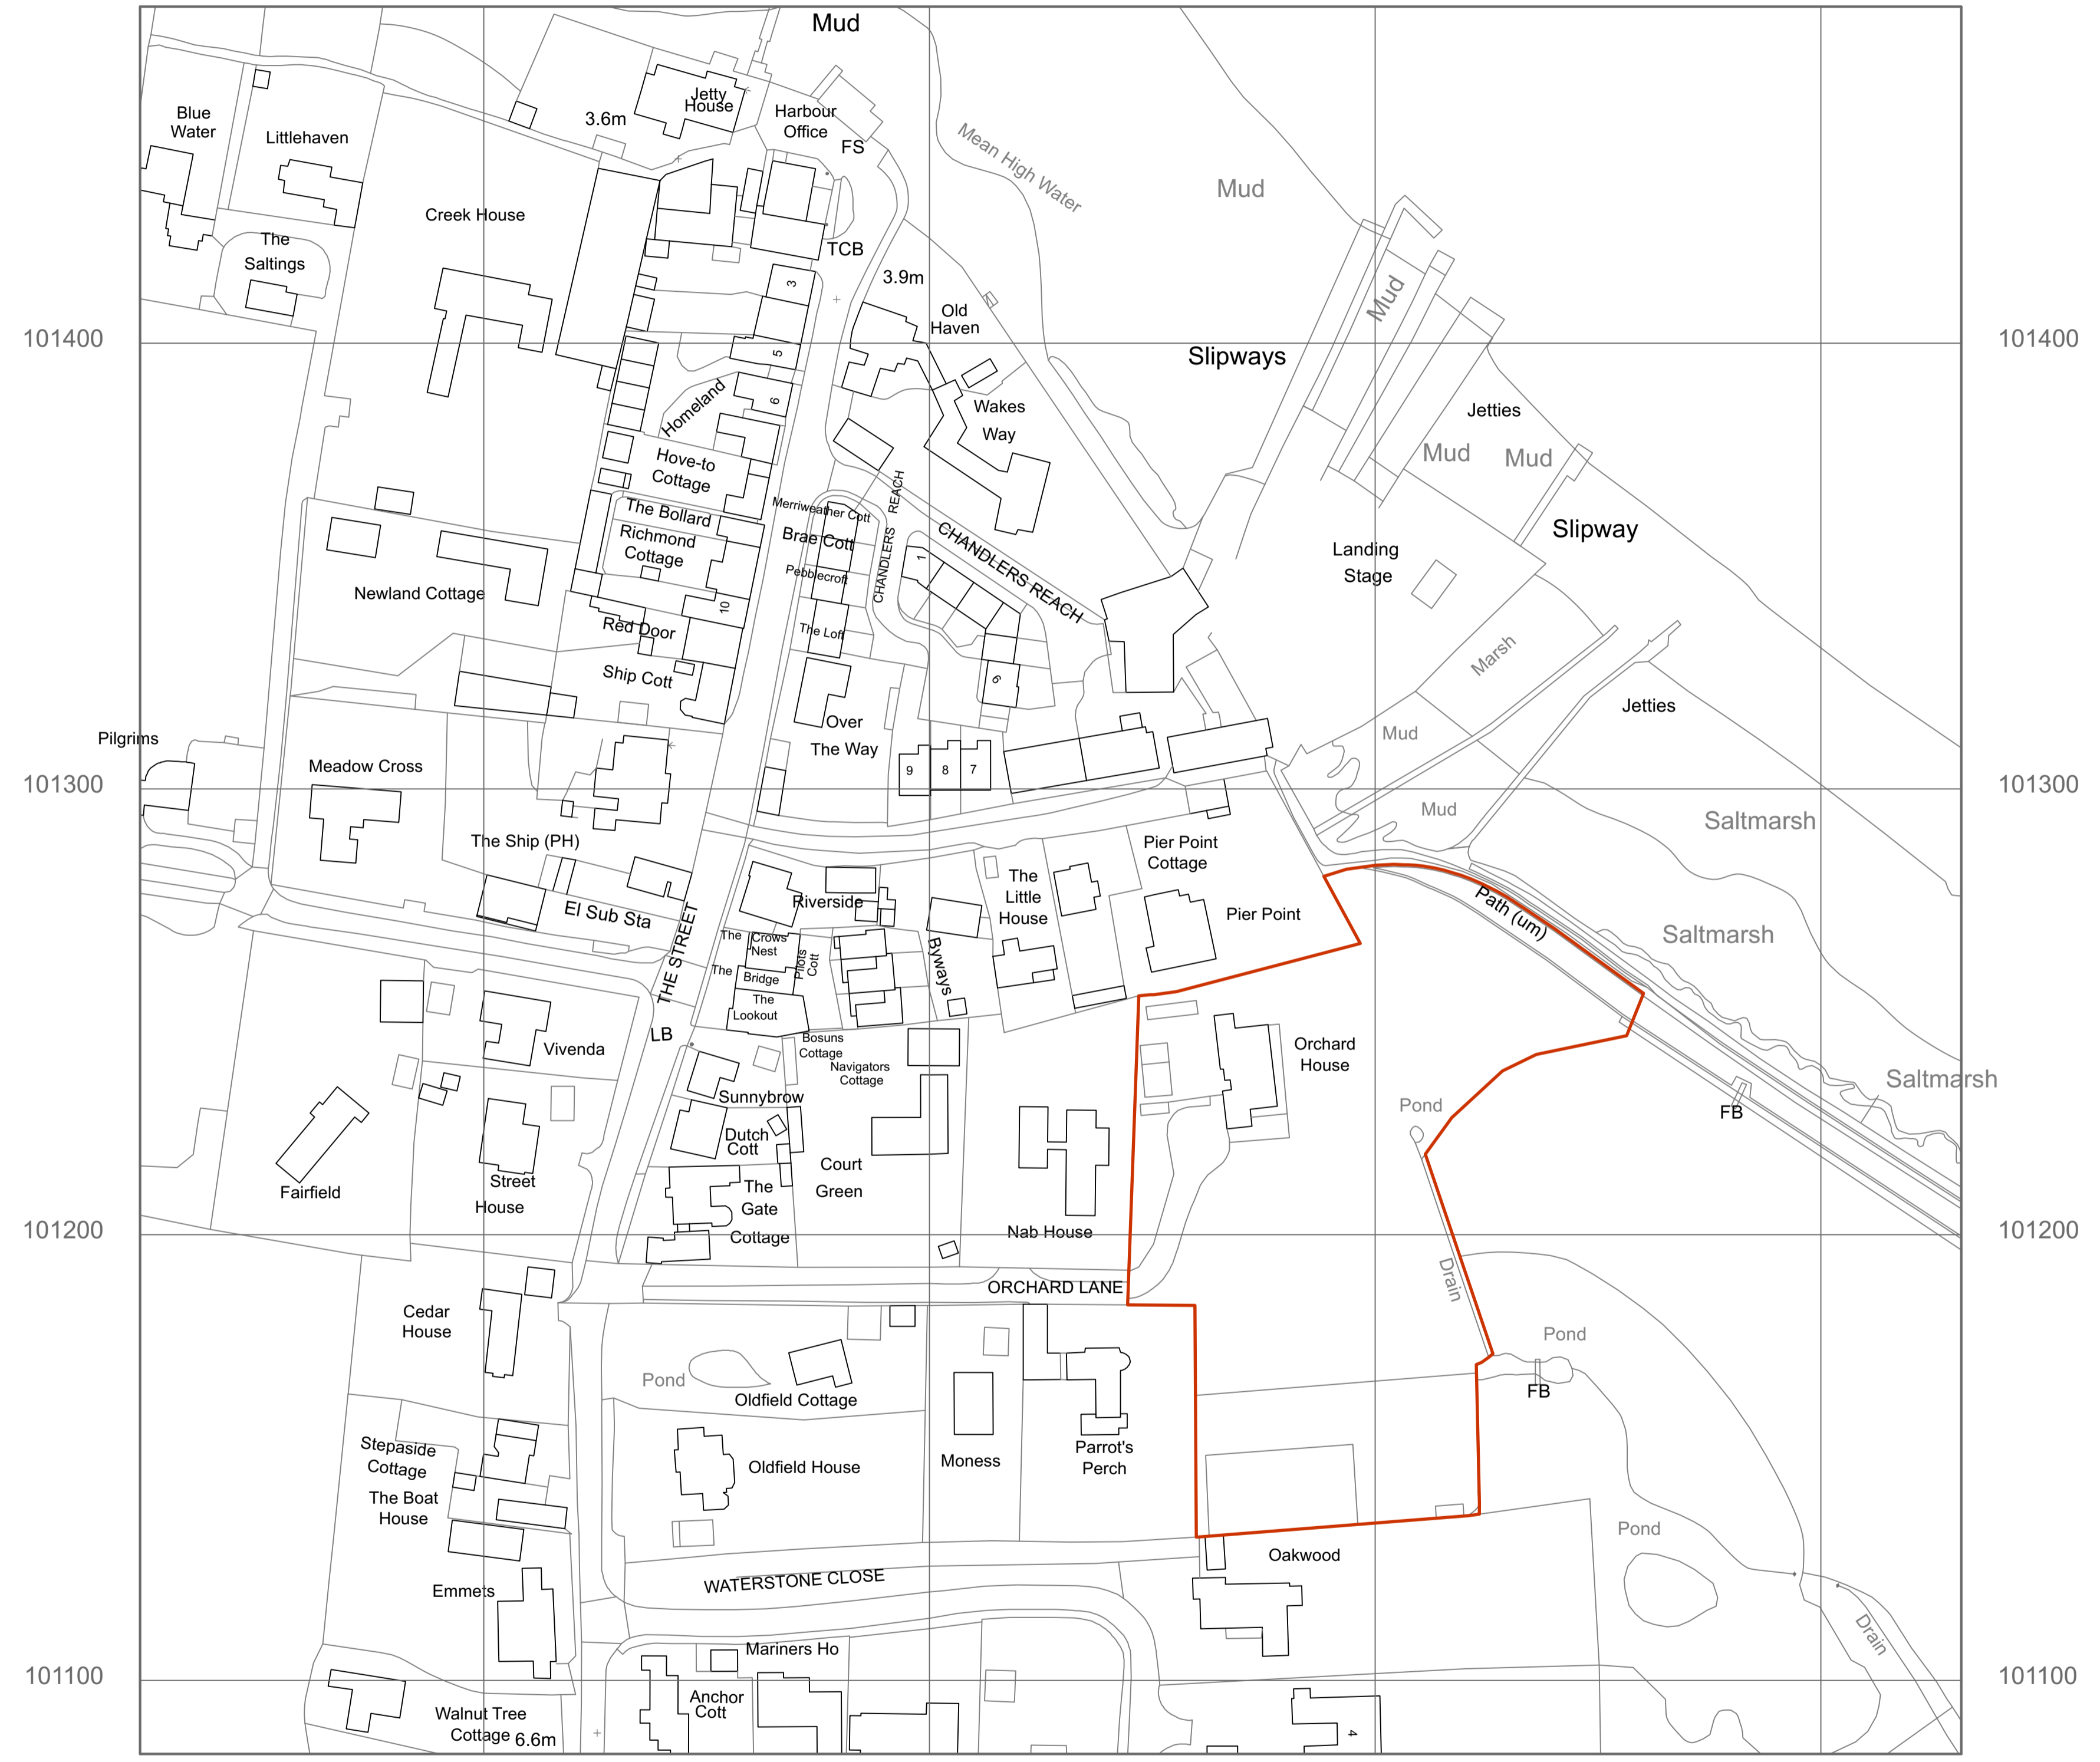 Mud
Jetty
House
Harbour
Office
3.6m
Blue
Water
Littlehaven
FS
Mean High Water
Mud
Creek House
The
Saltings
TCB
3.9m
3
Old
Haven
Mud
101400
101400
5
Slipways
6
Homeland
Wakes
Way
Jetties
Mud
Mud
Hove-to
Cottage
REACH
Merriweather Cott
The Bollard
Richmond
Cottage
Brae Cott
CHANDLERS
CHANDLERS REACH
1
Slipway
Landing
Stage
Pebblecroft
Newland Cottage
10
Red Door
The Loft
Marsh
Ship Cott
6
Jetties
Over
The Way
Mud
Pilgrims
Meadow Cross
9
8
7
101300
101300
Mud
Saltmarsh
The Ship (PH)
Pier Point
Cottage
The
Little
House
Riverside
El Sub Sta
Pier Point
Path (um)
Saltmarsh
THE STREET
The
Crows
Nest
Pilots
Cott
Byways
The
Bridge
The
Lookout
LB
Vivenda
Bosuns
Cottage
Navigators
Cottage
Orchard
House
Saltmarsh
Sunnybrow
Pond
FB
Dutch
Cott
Court
Green
Fairfield
Street
House
The
Gate
Cottage
Nab House
101200
101200
Drain
ORCHARD LANE
Cedar
House
Pond
Pond
FB
Oldfield Cottage
Stepaside
Cottage
Oldfield House
Moness
Parrot's
Perch
The Boat
House
Pond
Oakwood
WATERSTONE CLOSE
Emmets
Drain
Mariners Ho
101100
101100
Anchor
Cott
Walnut Tree
Cottage
6.6m
4